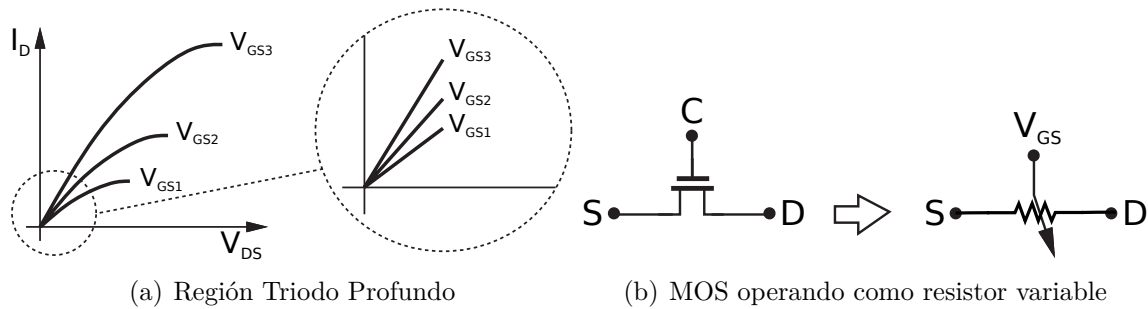 I_D
V_GS3
V_GS2
V_GS1
V_DS
V_GS3
V_GS2
V_GS1
C
S
D
V_GS
S
D
(a) Región Triodo Profundo
(b) MOS operando como resistor variable